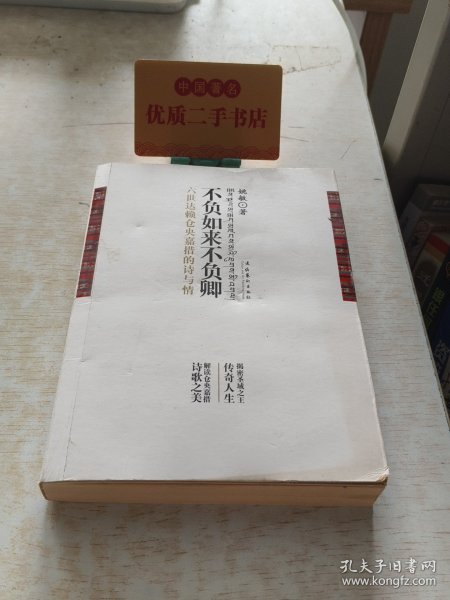 中国著名
优质二手书店
姚敏 著
不负如来不负卿
六世达赖仓央嘉措的诗与情
揭密圣域之王
传奇人生
解读仓央嘉措
诗歌之美
孔夫子旧书网
www.kongfz.com